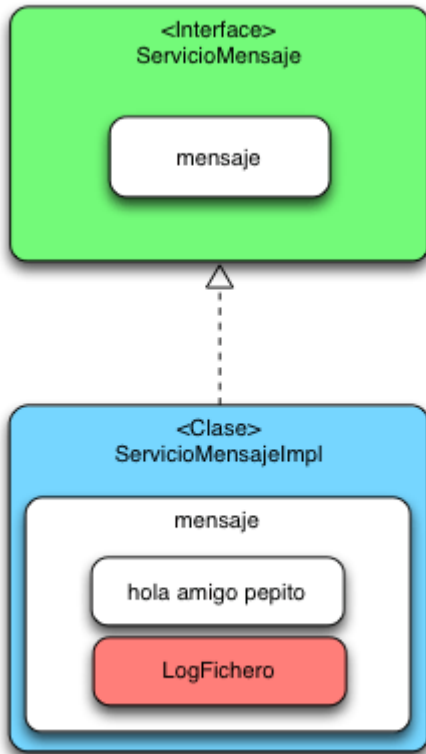 <Interface>
ServicioMensaje
mensaje
<Clase>
ServicioMensajeImpl
mensaje
hola amigo pepito
LogFichero